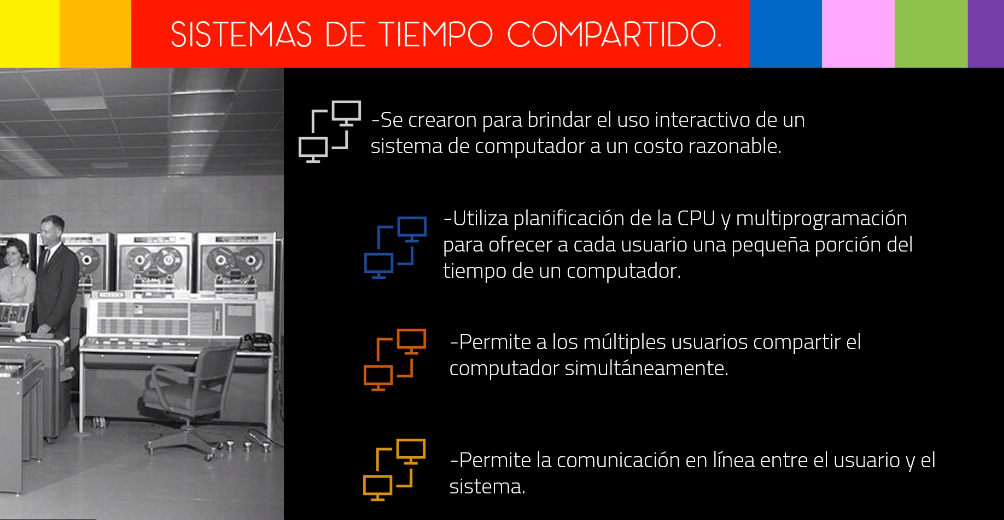 SISTEMAS DE TIEMPO COMPARTIDO.
-Se crearon para brindar el uso interactivo de un
sistema de computador a un costo razonable.
-Utiliza planificación de la CPU y multiprogramación
para ofrecer a cada usuario una pequeña porción del
tiempo de un computador.
-Permite a los múltiples usuarios compartir el
computador simultáneamente.
-Permite la comunicación en línea entre el usuario y el
sistema.